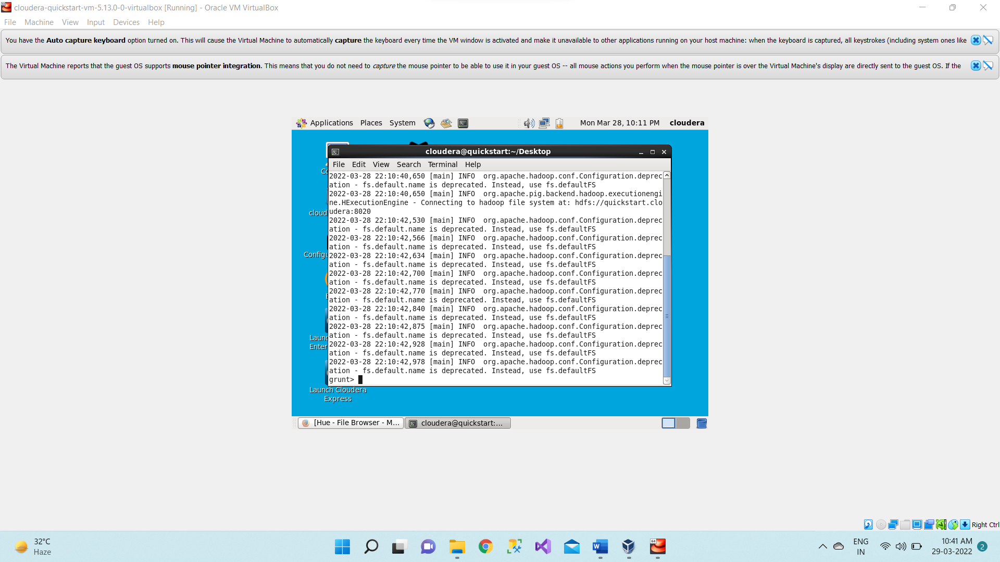 cloudera-quickstart-vm-5.13.0-0-virtualbox [Running] - Oracle VM VirtualBox
File Machine View Input Devices Help
You have the Auto capture keyboard option turned on. This will cause the Virtual Machine to automatically capture the keyboard every time the VM window is activated and make it unavailable to other applications running on your host machine: when the keyboard is captured, all keystrokes (including system ones like
The Virtual Machine reports that the guest OS supports mouse pointer integration. This means that you do not need to capture the mouse pointer to be able to use it in your guest OS -- all mouse actions you perform when the mouse pointer is over the Virtual Machine's display are directly sent to the guest OS. If the
Applications Places System Mon Mar 28, 10:11 PM cloudera
cloudera@quickstart:~/Desktop
File Edit View Search Terminal Help
2022-03-28 22:10:40,650 [main] INFO  org.apache.hadoop.conf.Configuration.deprec
ation - fs.default.name is deprecated. Instead, use fs.defaultFS
2022-03-28 22:10:40,650 [main] INFO  org.apache.pig.backend.hadoop.executionengi
ne.HExecutionEngine - Connecting to hadoop file system at: hdfs://quickstart.clo
udera:8020
2022-03-28 22:10:42,530 [main] INFO  org.apache.hadoop.conf.Configuration.deprec
ation - fs.default.name is deprecated. Instead, use fs.defaultFS
2022-03-28 22:10:42,566 [main] INFO  org.apache.hadoop.conf.Configuration.deprec
ation - fs.default.name is deprecated. Instead, use fs.defaultFS
2022-03-28 22:10:42,634 [main] INFO  org.apache.hadoop.conf.Configuration.deprec
ation - fs.default.name is deprecated. Instead, use fs.defaultFS
2022-03-28 22:10:42,700 [main] INFO  org.apache.hadoop.conf.Configuration.deprec
ation - fs.default.name is deprecated. Instead, use fs.defaultFS
2022-03-28 22:10:42,770 [main] INFO  org.apache.hadoop.conf.Configuration.deprec
ation - fs.default.name is deprecated. Instead, use fs.defaultFS
2022-03-28 22:10:42,840 [main] INFO  org.apache.hadoop.conf.Configuration.deprec
ation - fs.default.name is deprecated. Instead, use fs.defaultFS
2022-03-28 22:10:42,875 [main] INFO  org.apache.hadoop.conf.Configuration.deprec
ation - fs.default.name is deprecated. Instead, use fs.defaultFS
2022-03-28 22:10:42,928 [main] INFO  org.apache.hadoop.conf.Configuration.deprec
ation - fs.default.name is deprecated. Instead, use fs.defaultFS
2022-03-28 22:10:42,978 [main] INFO  org.apache.hadoop.conf.Configuration.deprec
ation - fs.default.name is deprecated. Instead, use fs.defaultFS
grunt>
Co
cloud
Configu
Laun
Enter
Launch Cloudera
Express
[Hue - File Browser - M...
cloudera@quickstart:...
Right Ctrl
32°C
Haze
ENG
IN
10:41 AM
29-03-2022
2